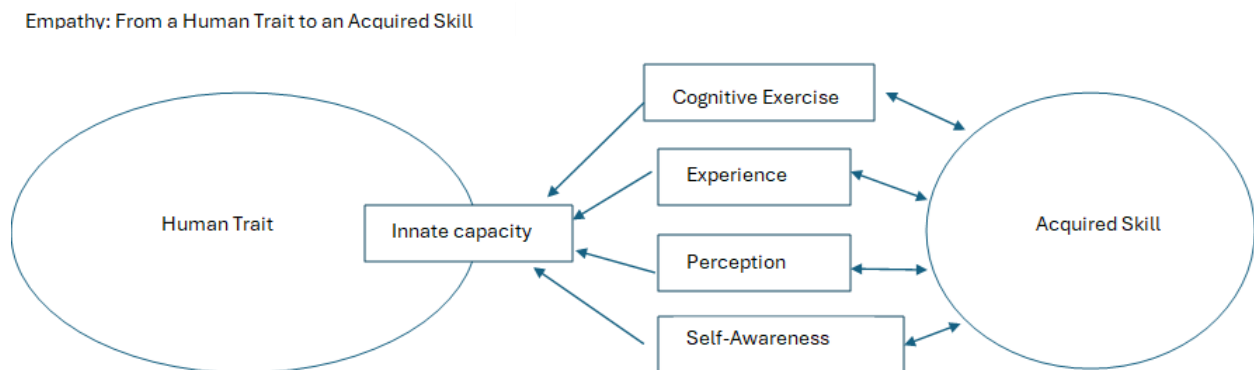 Empathy: From a Human Trait to an Acquired Skill
Cognitive Exercise
Experience
Human Trait
Innate capacity
Acquired Skill
Perception
Self-Awareness